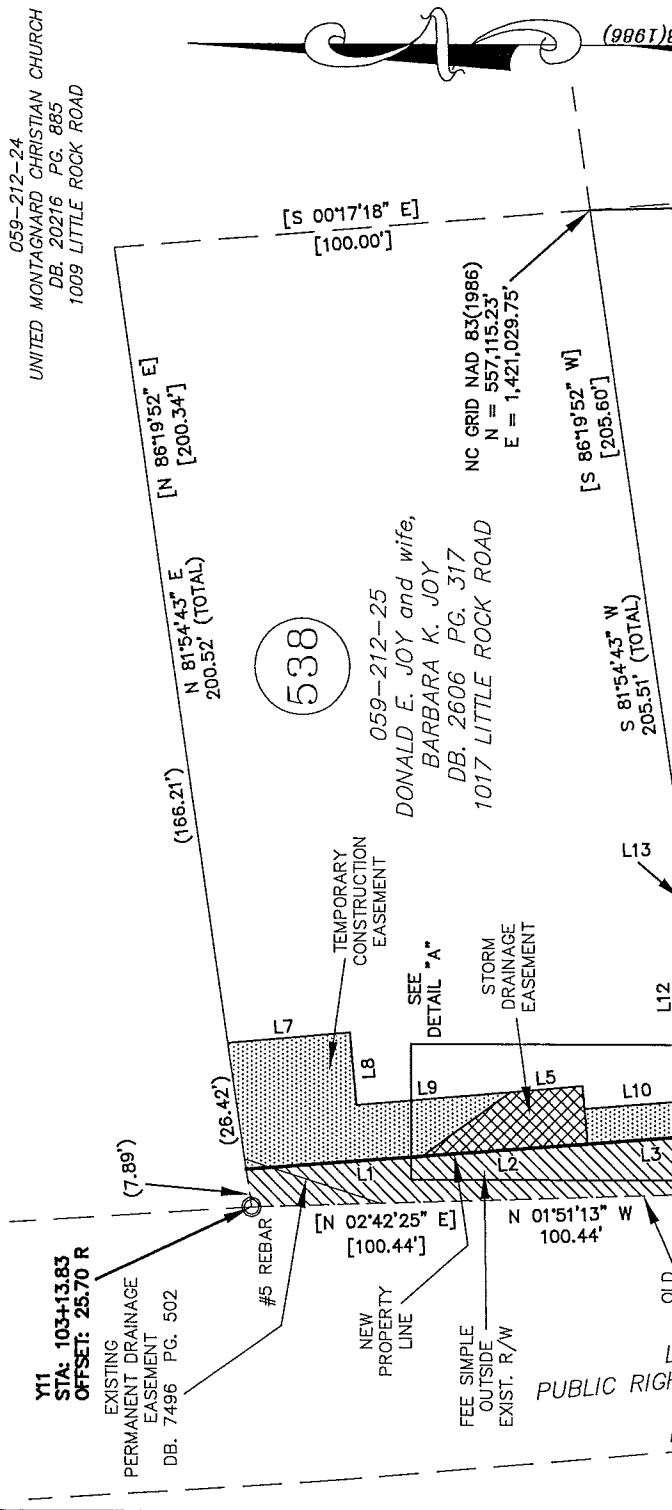 059-212-24
UNITED MONTAGNARD CHRISTIAN CHURCH
DB. 20216 PG. 885
1009 LITTLE ROCK ROAD
83(1986)
[S 00°17'18" E]
[100.00']
[N 86°19'52" E]
[200.34']
N 81°54'43" E
200.52' (TOTAL)
(166.21')
NC GRID NAD 83(1986)
N = 557,115.23'
E = 1,421,029.75'
[S 86°19'52" W]
[205.60']
S 81°54'43" W
205.51' (TOTAL)
538
059-212-25
DONALD E. JOY and wife,
BARBARA K. JOY
DB. 2606 PG. 317
1017 LITTLE ROCK ROAD
L13
TEMPORARY
CONSTRUCTION
EASEMENT
SEE
DETAIL "A"
STORM
DRAINAGE
EASEMENT
L12
L7
L8
L9
L5
L10
(26.42')
(7.89')
L1
L2
L3
#5 REBAR
[N 02°42'25" E]
[100.44']
N 01°51'13" W
100.44'
Y11
STA: 103+13.83
OFFSET: 25.70 R
EXISTING
PERMANENT DRAINAGE
EASEMENT
DB. 7496 PG. 502
NEW
PROPERTY
LINE
FEE SIMPLE
OUTSIDE
EXIST. R/W
OLD
L
PUBLIC RIGH